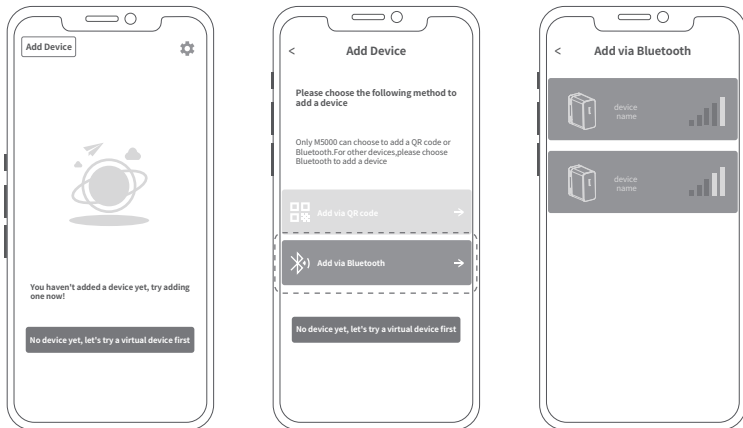 Add Device
You haven't added a device yet, try adding
one now!
No device yet, let's try a virtual device first
< Add Device
Please choose the following method to
add a device
Only M5000 can choose to add a QR code or
Bluetooth.For other devices,please choose
Bluetooth to add a device
Add via QR code
Add via Bluetooth
No device yet, let's try a virtual device first
< Add via Bluetooth
device
name
device
name